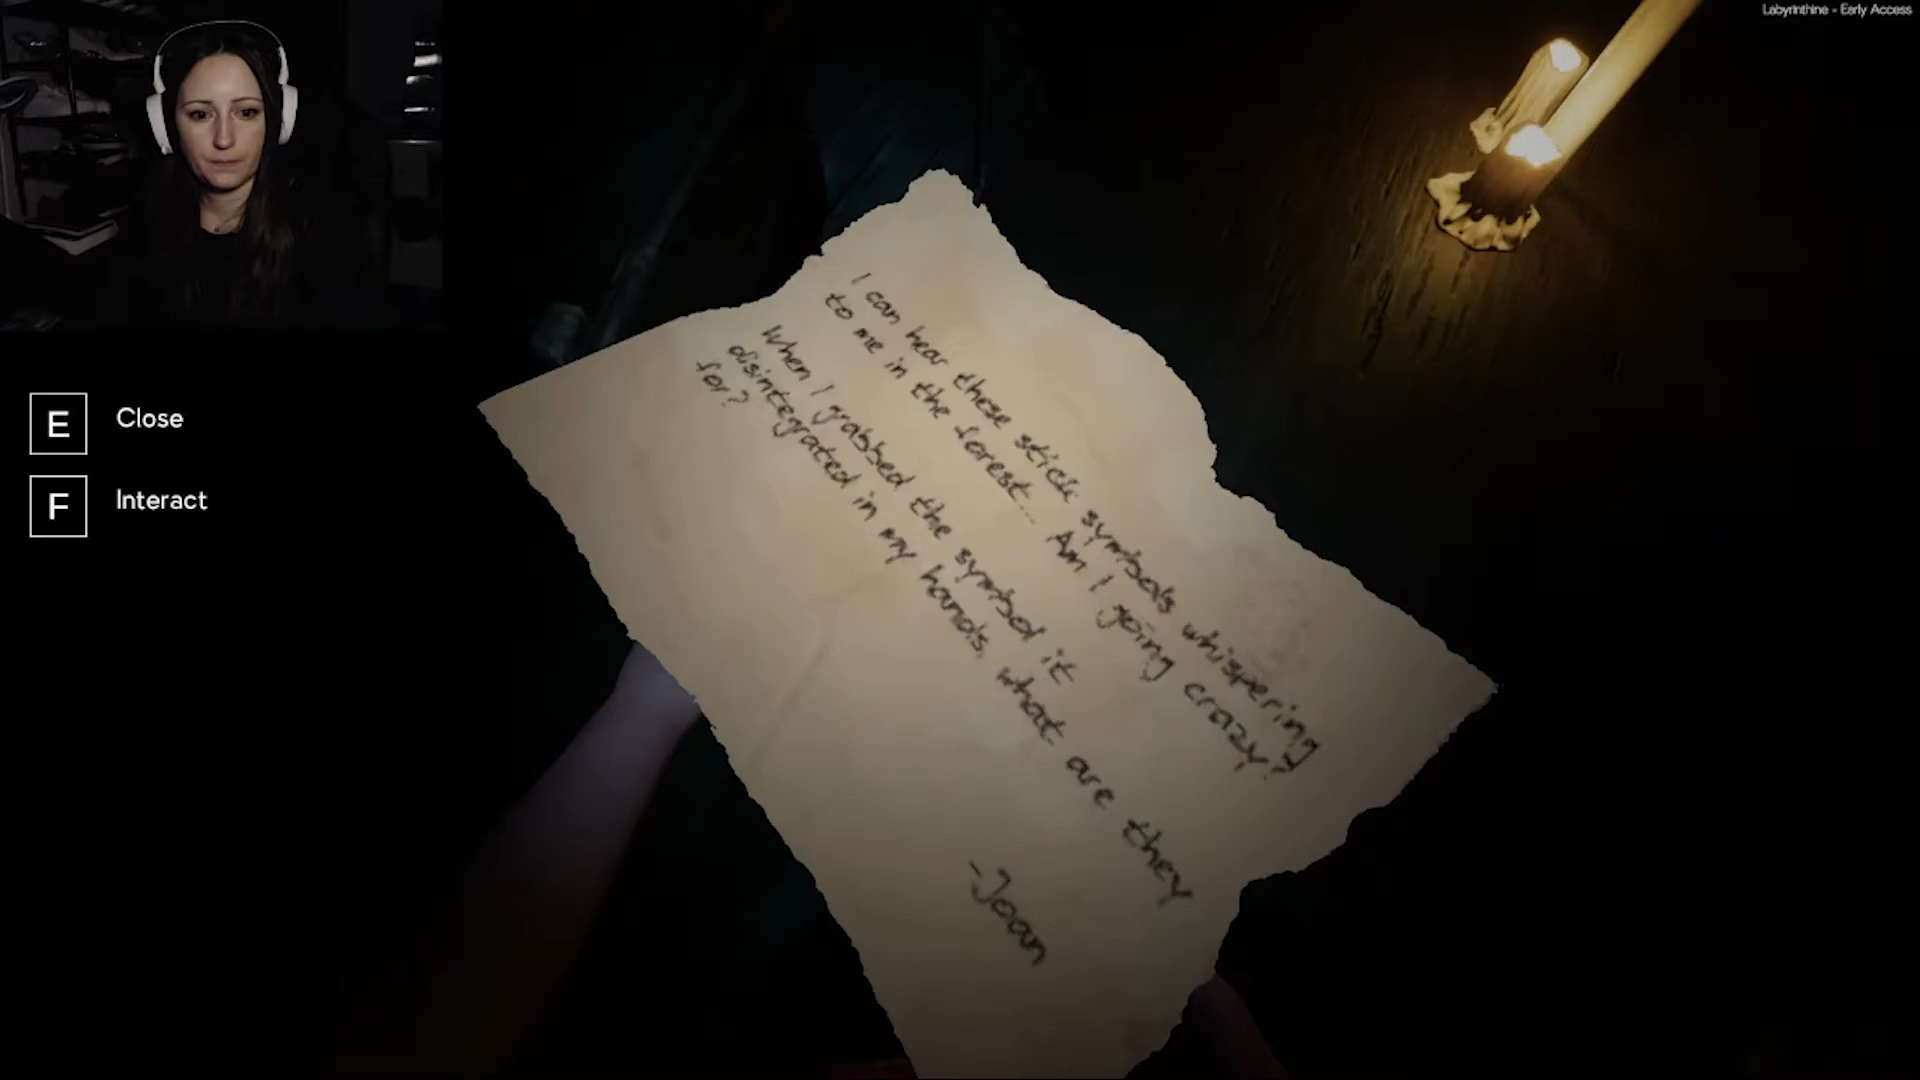 Labyrinthine - Early Access
E Close
F Interact
I can hear these stick symbols whispering
to me in the forest... Am I going crazy?
When I grabbed the symbol it
disintegrated in my hands, what are they
for?
-Joan